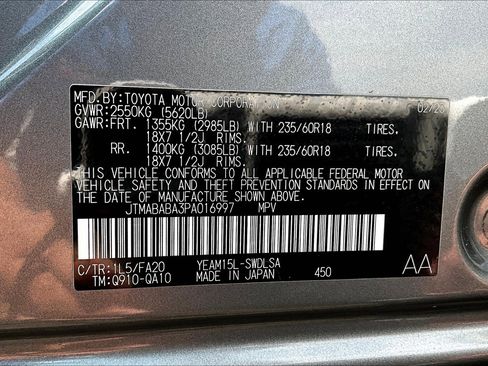 MFD.BY:TOYOTA MOTOR CORPORATION 02/23
GVWR:2550KG (5620LB)
GAWR:FRT. 1355KG (2985LB) WITH 235/60R18 TIRES.
18X7 1/2J RIMS.
RR. 1400KG (3085LB) WITH 235/60R18 TIRES.
18X7 1/2J RIMS.
THIS VEHICLE CONFORMS TO ALL APPLICABLE FEDERAL MOTOR
VEHICLE SAFETY AND THEFT PREVENTION STANDARDS IN EFFECT ON
THE DATE OF MANUFACTURE SHOWN ABOVE.
JTMABABA3PA016997 MPV
C/TR:1L5/FA20 YEAM15L-SWDLSA AA
TM:Q910-QA10 MADE IN JAPAN 450